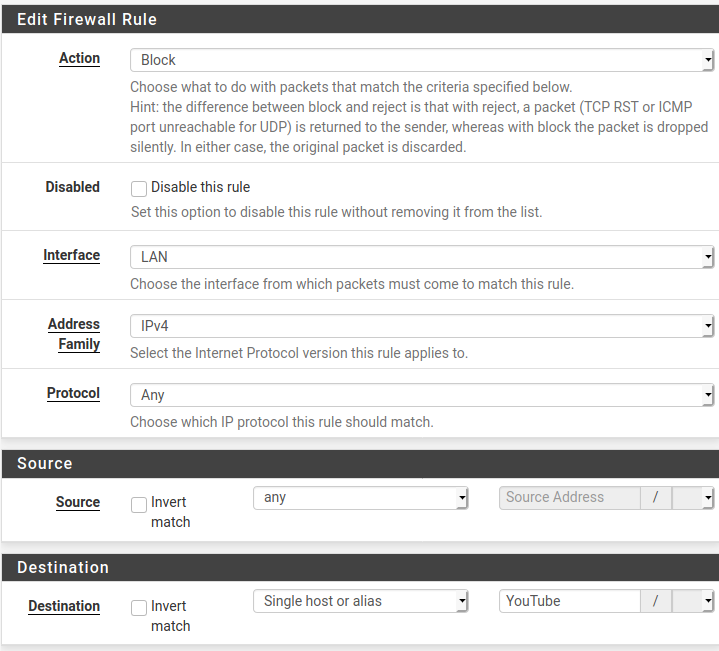 Edit Firewall Rule
Action
Block
Choose what to do with packets that match the criteria specified below.
Hint: the difference between block and reject is that with reject, a packet (TCP RST or ICMP
port unreachable for UDP) is returned to the sender, whereas with block the packet is dropped
silently. In either case, the original packet is discarded.
Disabled
Disable this rule
Set this option to disable this rule without removing it from the list.
Interface
LAN
Choose the interface from which packets must come to match this rule.
Address
Family
IPv4
Select the Internet Protocol version this rule applies to.
Protocol
Any
Choose which IP protocol this rule should match.
Source
Source
Invert
match
any
Source Address
/
Destination
Destination
Invert
match
Single host or alias
YouTube
/